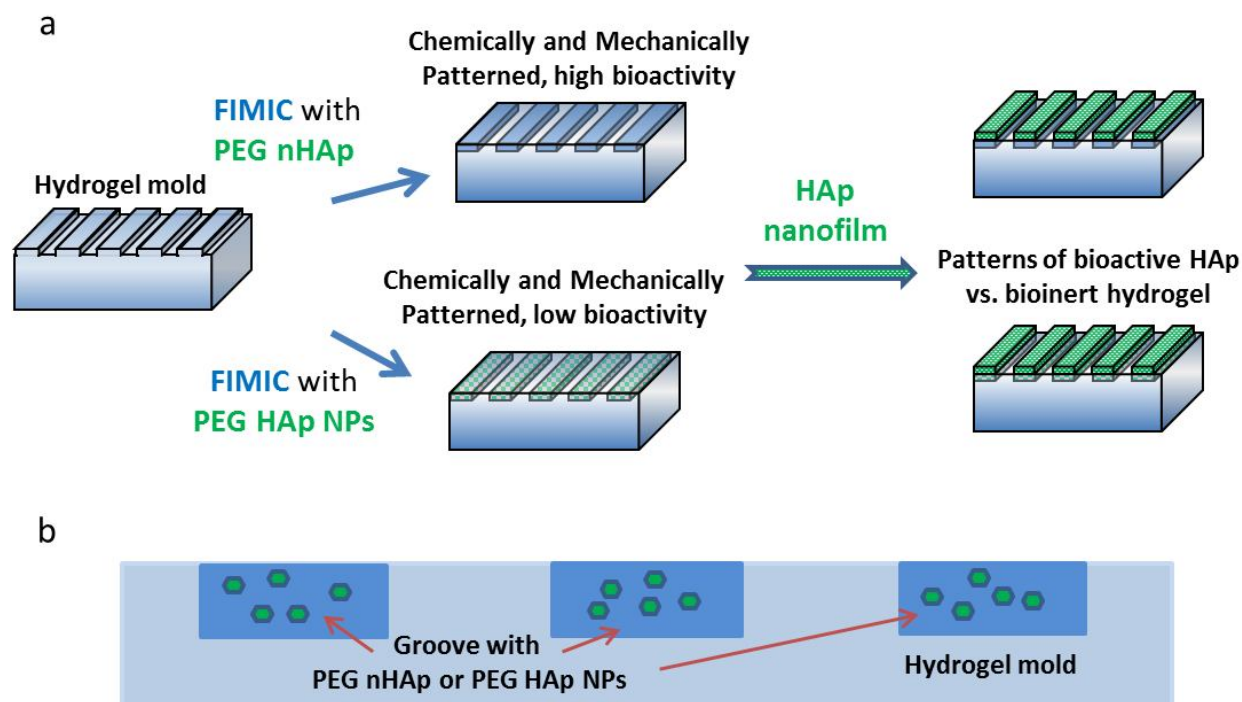 a
Chemically and Mechanically
Patterned, high bioactivity
FIMIC with
PEG nHAp
Hydrogel mold
HAp
nanofilm
Chemically and Mechanically
Patterned, low bioactivity
Patterns of bioactive HAp
vs. bioinert hydrogel
FIMIC with
PEG HAp NPs
b
Groove with
PEG nHAp or PEG HAp NPs
Hydrogel mold